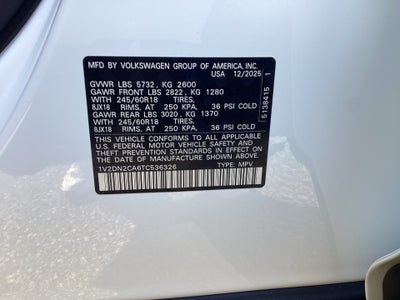 MFD BY VOLKSWAGEN GROUP OF AMERICA, INC.
USA 12/2025
GVWR LBS 5732, KG 2600
GAWR FRONT LBS 2822, KG 1280
WITH 245/60R18 TIRES,
8JX18 RIMS, AT 250 KPA, 36 PSI COLD
GAWR REAR LBS 3020, KG 1370
WITH 245/60R18 TIRES,
8JX18 RIMS, AT 250 KPA, 36 PSI COLD
THIS VEHICLE CONFORMS TO ALL APPLICABLE
U.S. FEDERAL MOTOR VEHICLE SAFETY AND
THEFT PREVENTION STANDARDS IN EFFECT ON THE
DATE OF MANUFACTURE SHOWN ABOVE.
1V2DN2CA6TC536326
TYPE: MPV
5138415 1